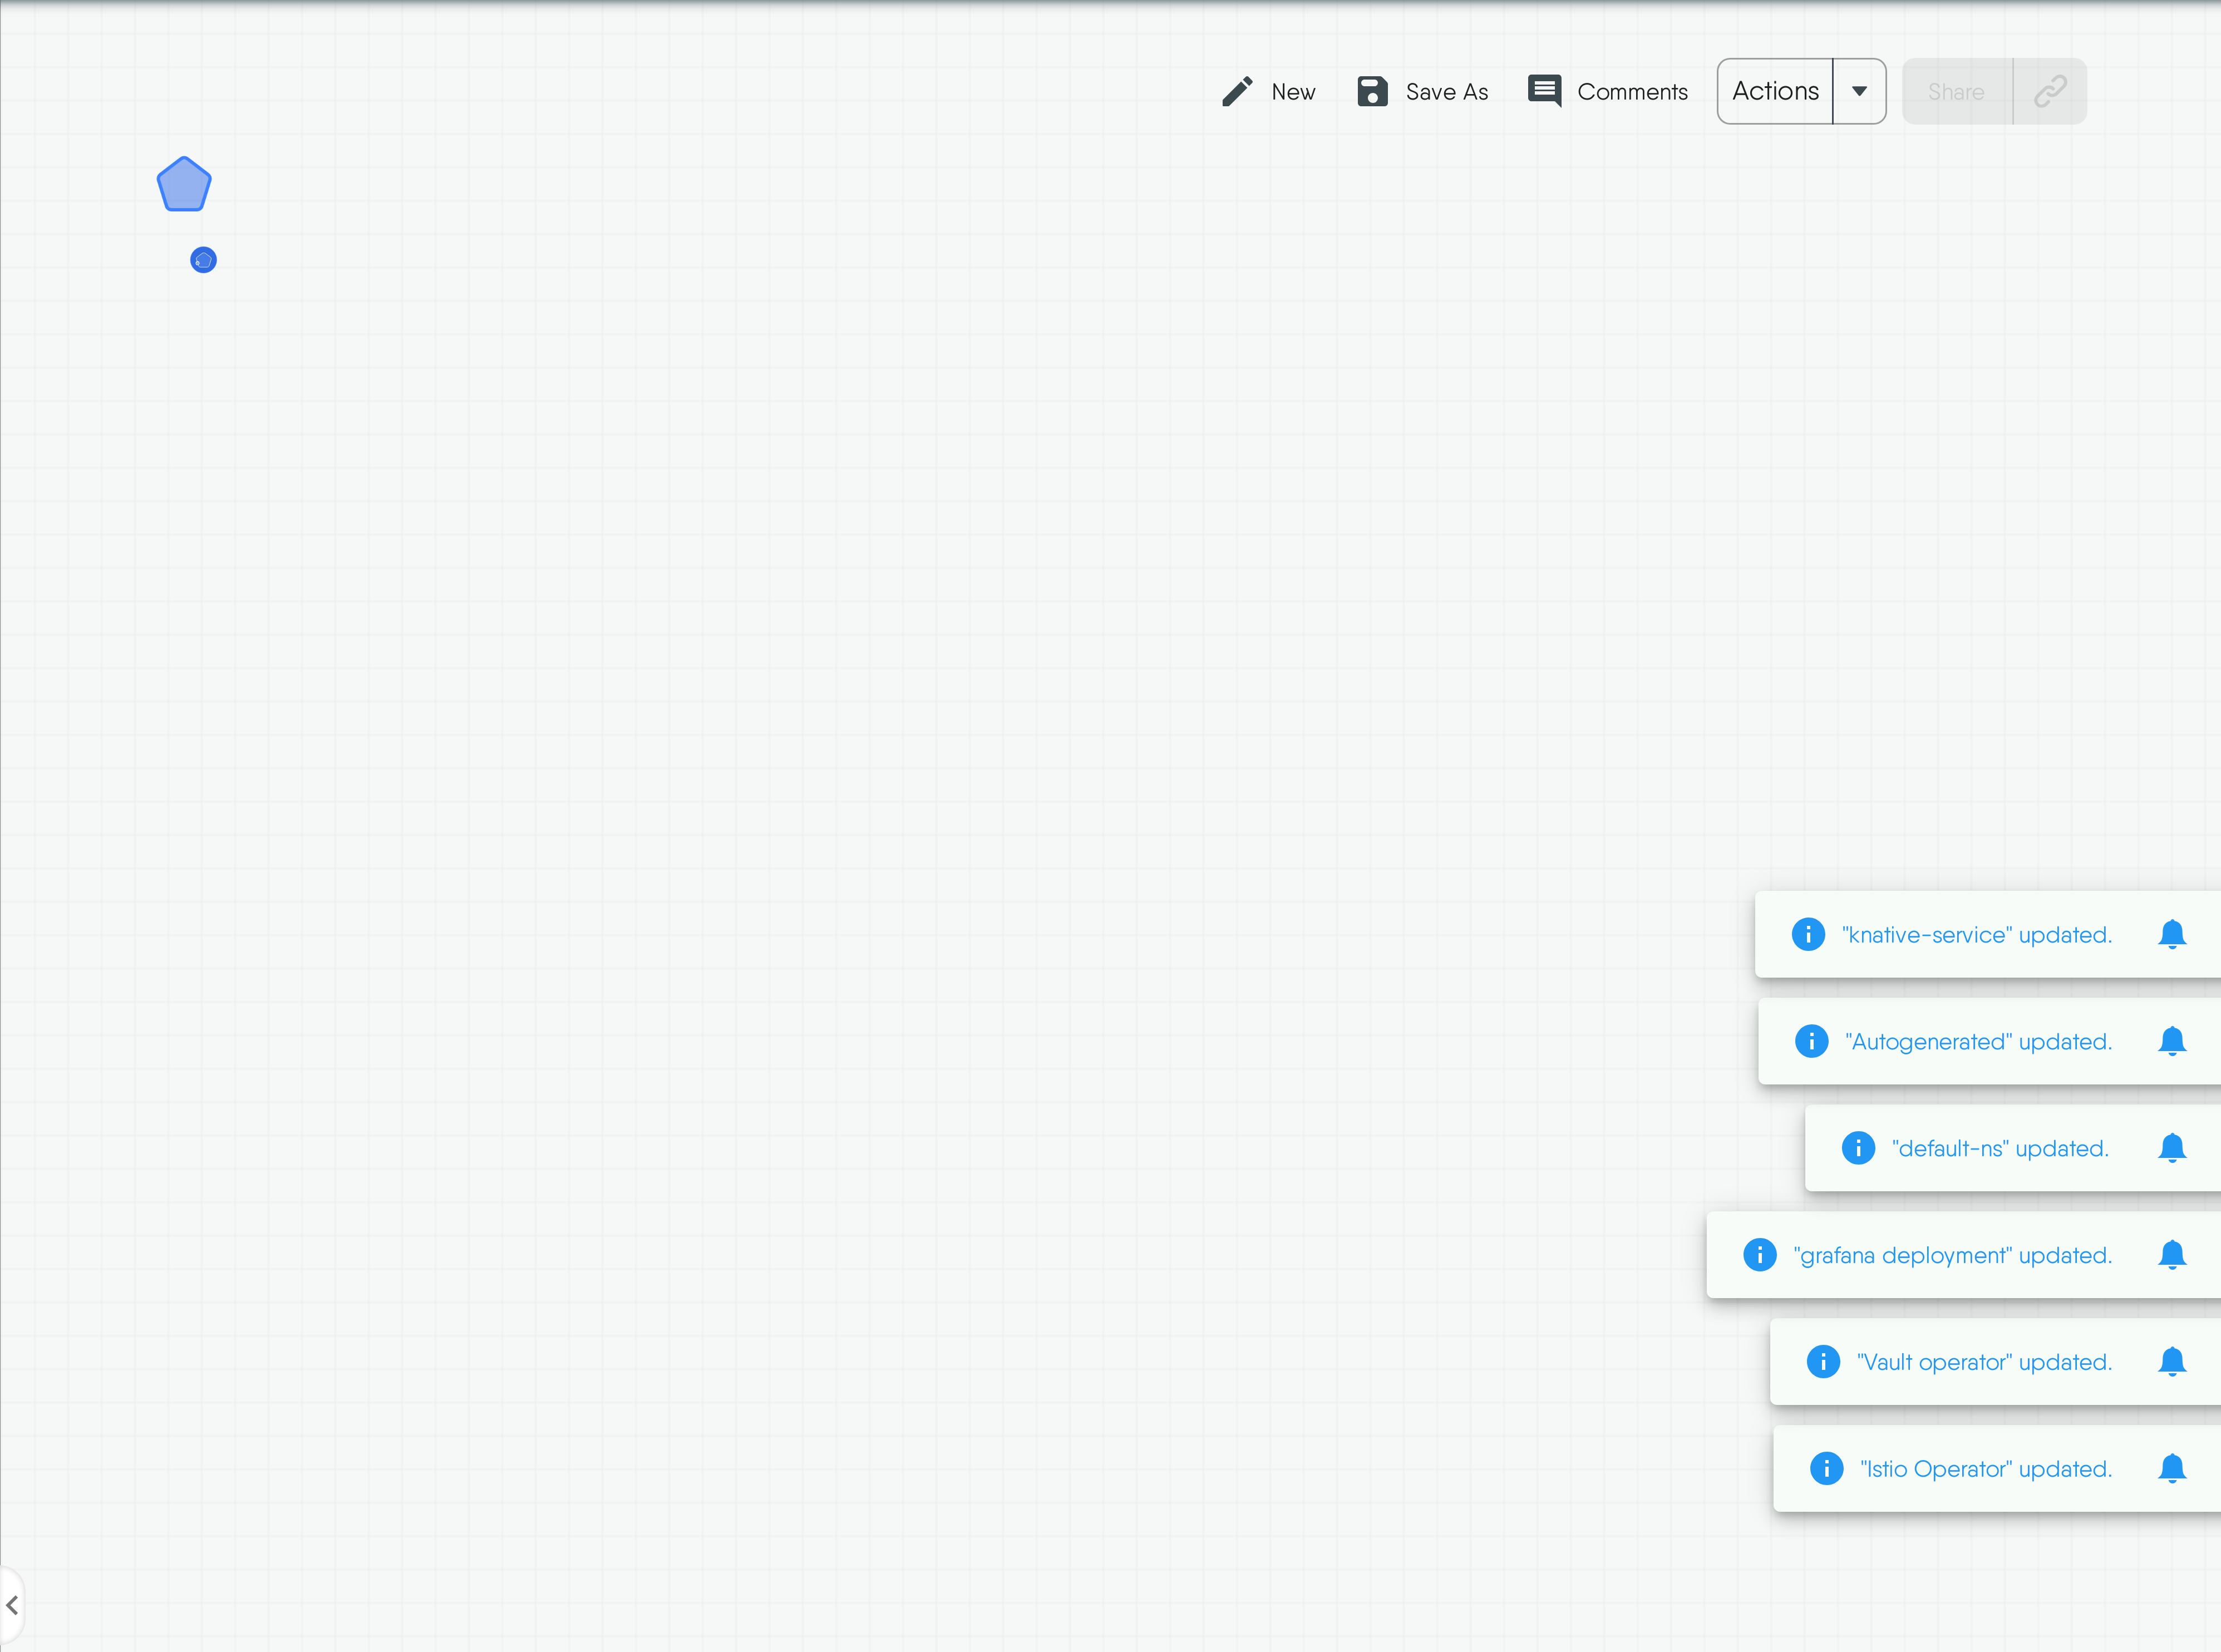 New
Save As
Comments
Actions
Share
"knative-service" updated.
"Autogenerated" updated.
"default-ns" updated.
"grafana deployment" updated.
"Vault operator" updated.
"Istio Operator" updated.